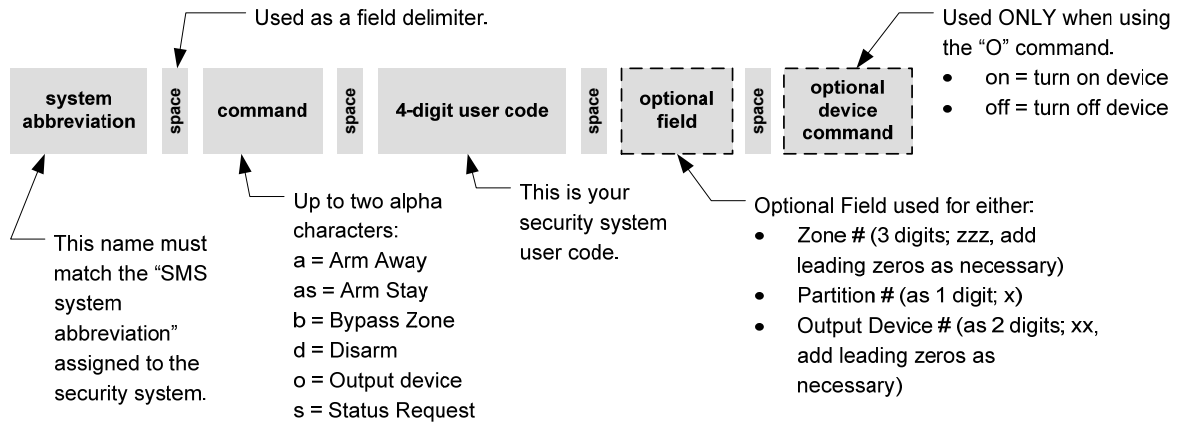 Used as a field delimiter.
Used ONLY when using
the “O” command.
• on = turn on device
• off = turn off device
system
abbreviation
space
command
space
4-digit user code
space
optional
field
space
optional
device
command
This name must
match the “SMS
system
abbreviation”
assigned to the
security system.
Up to two alpha
characters:
a = Arm Away
as = Arm Stay
b = Bypass Zone
d = Disarm
o = Output device
s = Status Request
This is your
security system
user code.
Optional Field used for either:
• Zone # (3 digits; zzz, add
leading zeros as necessary)
• Partition # (as 1 digit; x)
• Output Device # (as 2 digits; xx,
add leading zeros as
necessary)